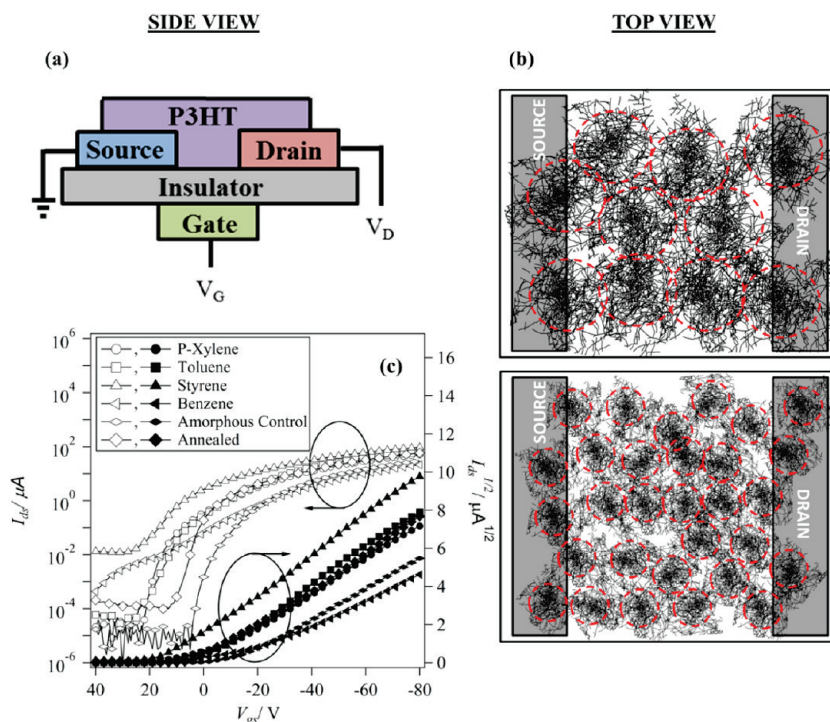 SIDE VIEW
TOP VIEW
(a)
P3HT
Source
Drain
Insulator
Gate
V_D
V_G
(b)
SOURCE
DRAIN
SOURCE
DRAIN
(c)
P-Xylene
Toluene
Styrene
Benzene
Amorphous Control
Annealed
10^6
10^4
10^2
10^0
10^-2
10^-4
10^-6
I_ds/ µA
16
14
12
10
8
6
4
2
0
I_ds^1/2 / µA^1/2
40
20
0
-20
-40
-60
-80
V_gs/ V